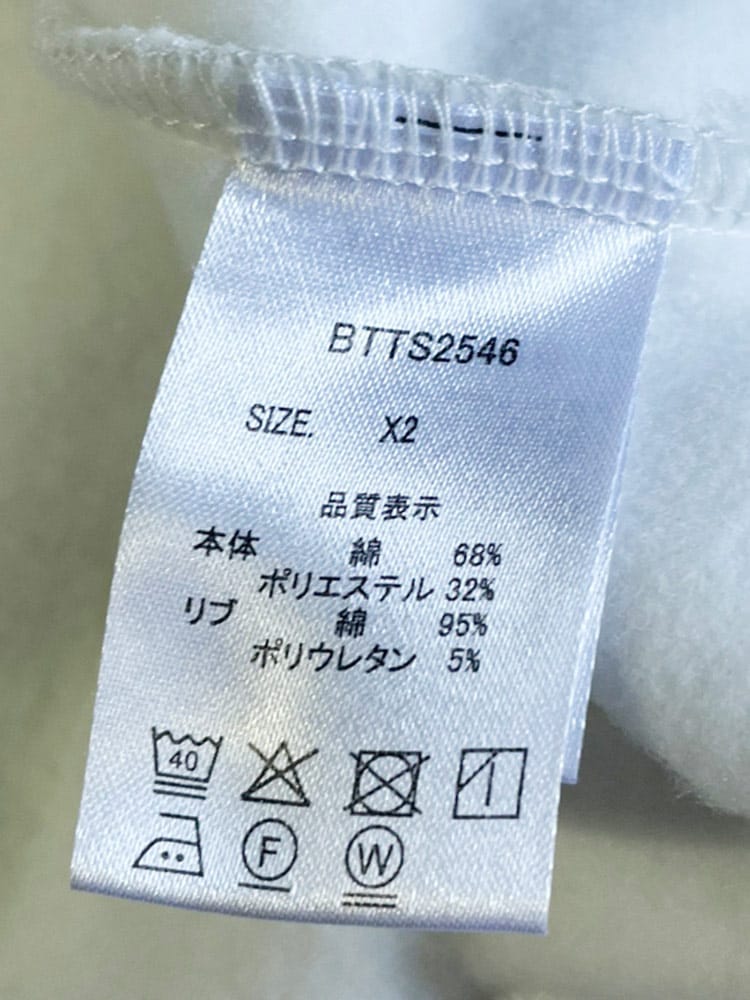 BTTS2546
SIZE. X2
品質表示
本体 綿 68%
ポリエステル 32%
リブ 綿 95%
ポリウレタン 5%
40
F W